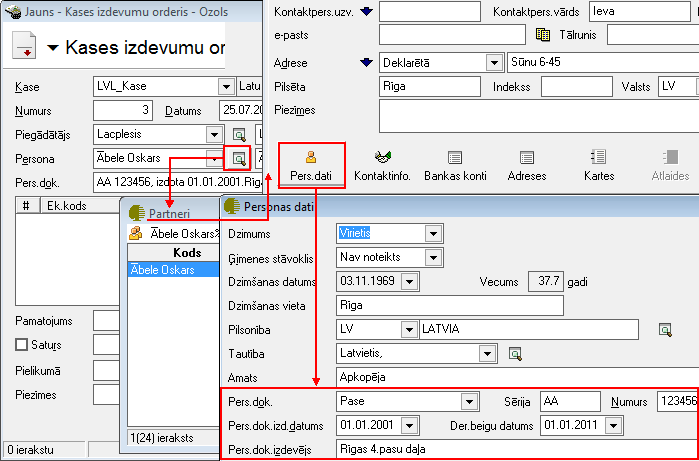 Jauns - Kases izdevumu orderis - Ozols
Kases izdevumu or
Kase LVL_Kase Latu
Numurs 3 Datums 25.07.20
Piegādātājs Lacplesis
Persona Ābele Oskars
Pers.dok. AA 123456, izdota 01.01.2001.Rīga
# Ek.kods
Pamatojums
Saturs
Pielikumā
Piezīmes
0 ierakstu
Partneri
Ābele Oskars%
Kods
Ābele Oskars
1(24) ieraksts
Kontaktpers.uzv. Kontaktpers.vārds Ieva
e-pasts Tālrunis
Adrese Deklarētā Sūnu 6-45
Pilsēta Rīga Indekss Valsts LV
Piezīmes
Pers.dati Kontaktinfo. Bankas konti Adreses Kartes Atlaides
Personas dati
Dzimums Vīrietis
Ģimenes stāvoklis Nav noteikts
Dzimšanas datums 03.11.1969 Vecums 37.7 gadi
Dzimšanas vieta Rīga
Pilsonība LV LATVIA
Tautība Latvietis,
Amats Apkopēja
Pers.dok. Pase Sērija AA Numurs 123456
Pers.dok.izd.datums 01.01.2001 Der.beigu datums 01.01.2011
Pers.dok.izdevējs Rīgas 4.pasu daļa